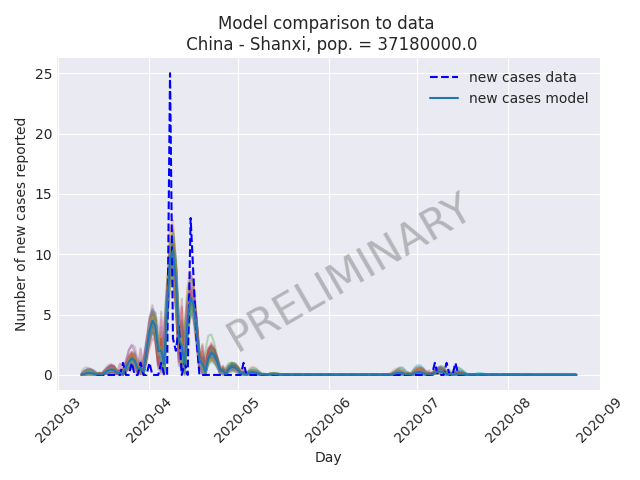 Model comparison to data
China - Shanxi, pop. = 37180000.0
new cases data
new cases model
PRELIMINARY
Number of new cases reported
25
20
15
10
5
0
2020-03
2020-04
2020-05
2020-06
2020-07
2020-08
2020-09
Day